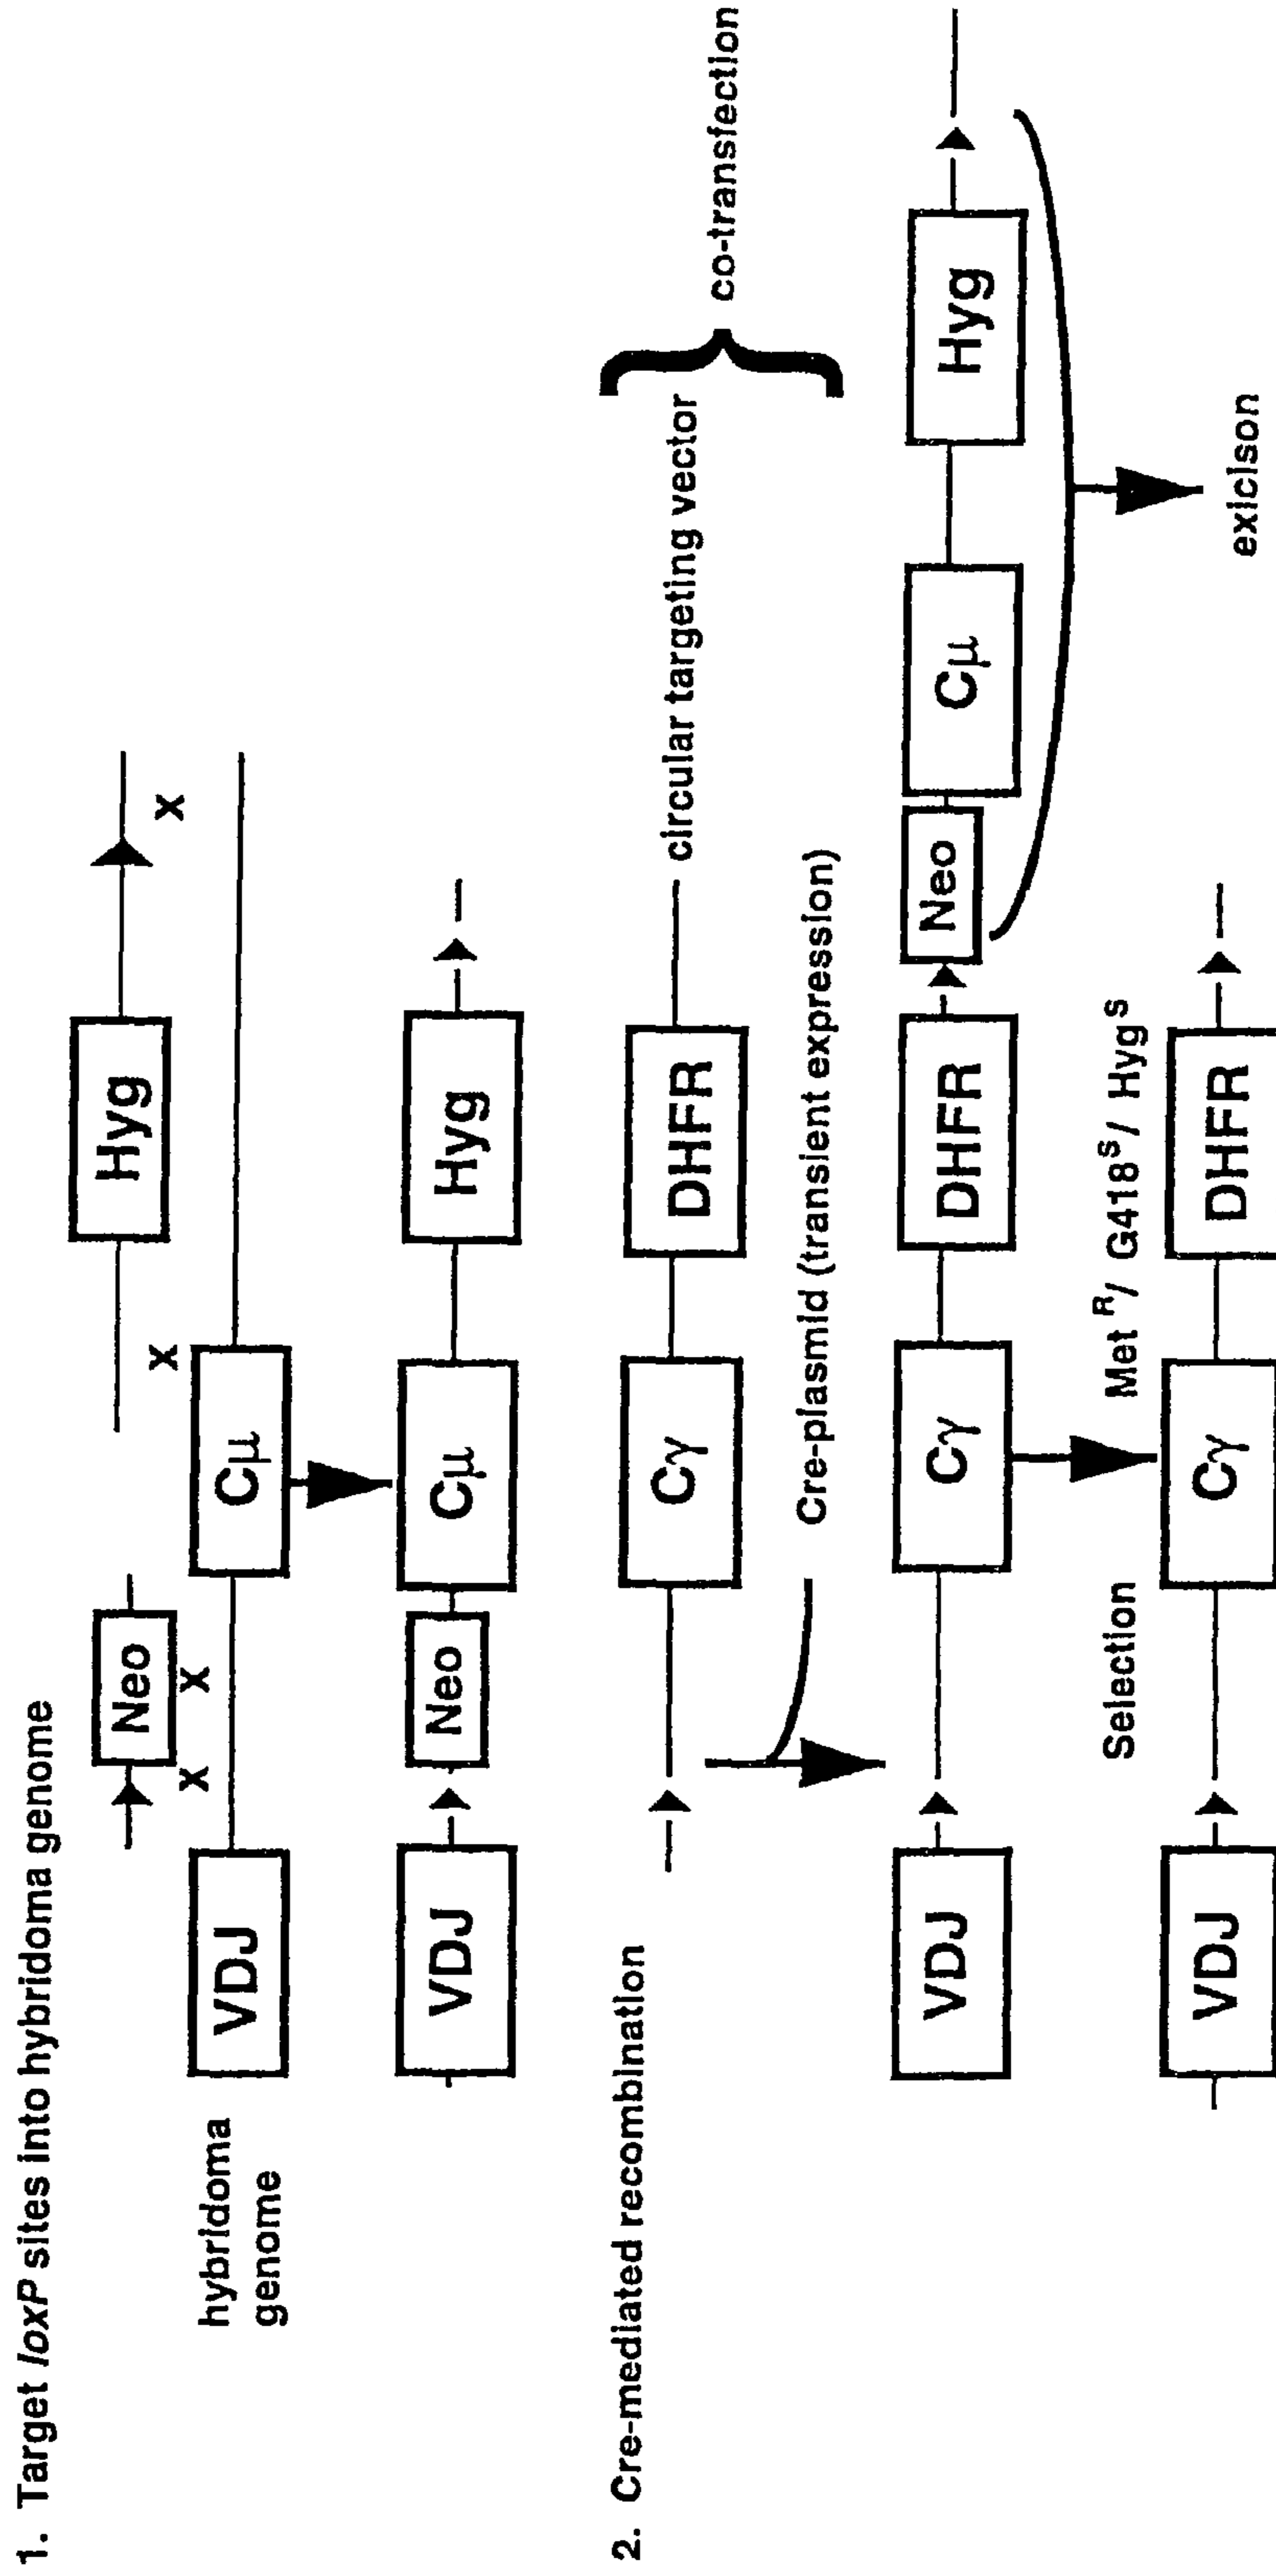 1. Target loxP sites into hybridoma genome
Neo
Hyg
X X X X
hybridoma
genome
VDJ Cμ
VDJ Neo Cμ Hyg
2. Cre-mediated recombination
Cγ DHFR circular targeting vector
co-transfection
Cre-plasmid (transient expression)
VDJ Cγ DHFR Neo Cμ Hyg
Selection Met R/ G418S/ HygS
exicison
VDJ Cγ DHFR